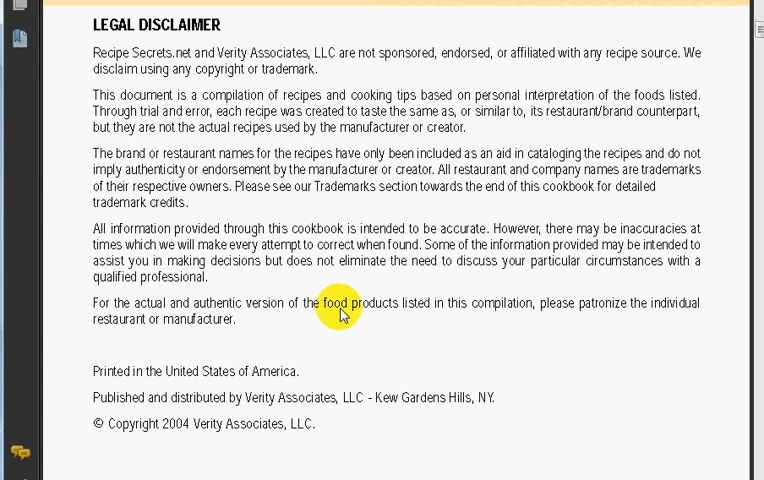 LEGAL DISCLAIMER
Recipe Secrets.net and Verity Associates, LLC are not sponsored, endorsed, or affiliated with any recipe source. We
disclaim using any copyright or trademark.
This document is a compilation of recipes and cooking tips based on personal interpretation of the foods listed.
Through trial and error, each recipe was created to taste the same as, or similar to, its restaurant/brand counterpart,
but they are not the actual recipes used by the manufacturer or creator.
The brand or restaurant names for the recipes have only been included as an aid in cataloging the recipes and do not
imply authenticity or endorsement by the manufacturer or creator. All restaurant and company names are trademarks
of their respective owners. Please see our Trademarks section towards the end of this cookbook for detailed
trademark credits.
All information provided through this cookbook is intended to be accurate. However, there may be inaccuracies at
times which we will make every attempt to correct when found. Some of the information provided may be intended to
assist you in making decisions but does not eliminate the need to discuss your particular circumstances with a
qualified professional.
For the actual and authentic version of the food products listed in this compilation, please patronize the individual
restaurant or manufacturer.
Printed in the United States of America.
Published and distributed by Verity Associates, LLC - Kew Gardens Hills, NY.
© Copyright 2004 Verity Associates, LLC.